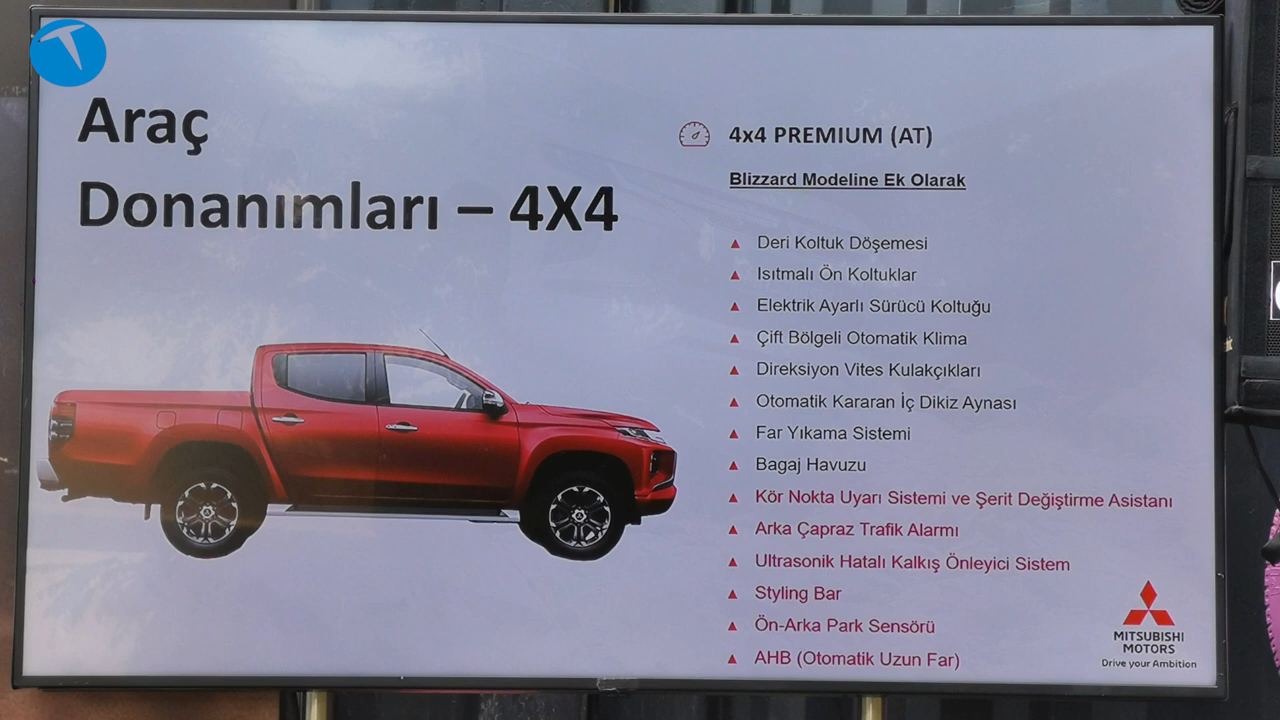 Araç
Donanımları – 4X4
4x4 PREMIUM (AT)
Blizzard Modeline Ek Olarak
Deri Koltuk Döşemesi
Isıtmalı Ön Koltuklar
Elektrik Ayarlı Sürücü Koltuğu
Çift Bölgeli Otomatik Klima
Direksiyon Vites Kulakçıkları
Otomatik Kararan İç Dikiz Aynası
Far Yıkama Sistemi
Bagaj Havuzu
Kör Nokta Uyarı Sistemi ve Şerit Değiştirme Asistanı
Arka Çapraz Trafik Alarmı
Ultrasonik Hatalı Kalkış Önleyici Sistem
Styling Bar
Ön-Arka Park Sensörü
AHB (Otomatik Uzun Far)
MITSUBISHI
MOTORS
Drive your Ambition